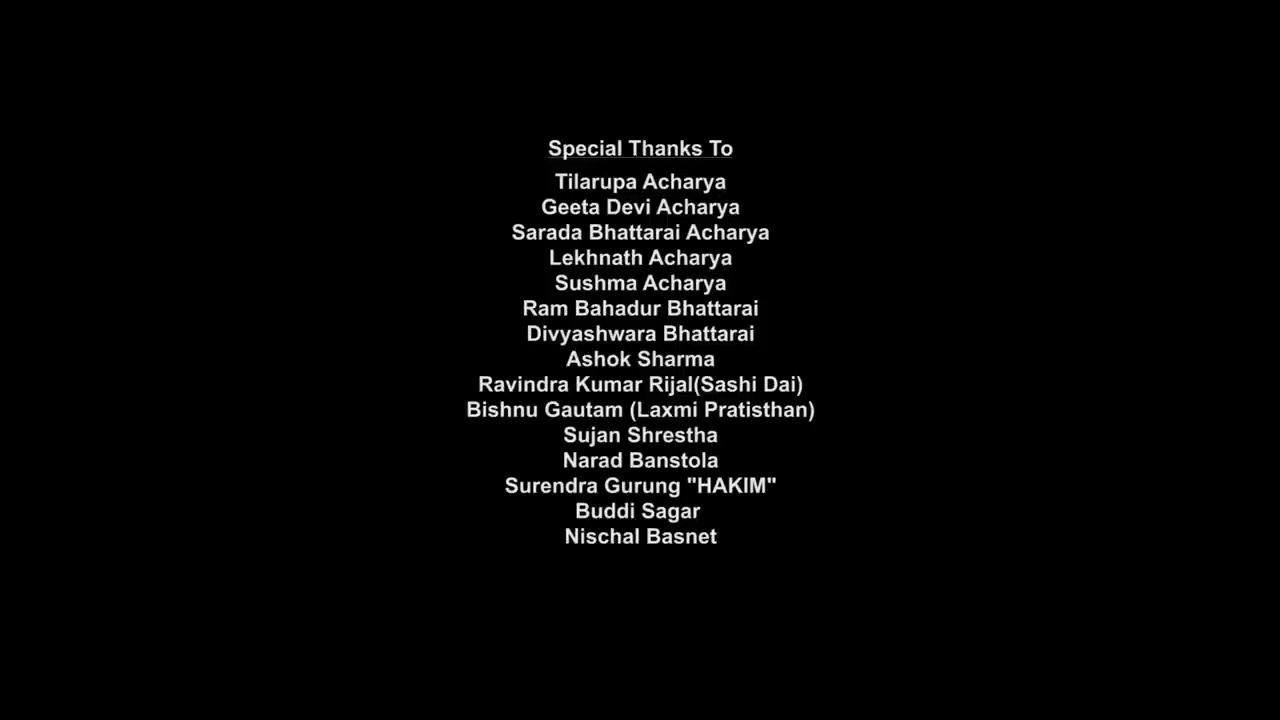 Special Thanks To
Tilarupa Acharya
Geeta Devi Acharya
Sarada Bhattarai Acharya
Lekhnath Acharya
Sushma Acharya
Ram Bahadur Bhattarai
Divyashwara Bhattarai
Ashok Sharma
Ravindra Kumar Rijal(Sashi Dai)
Bishnu Gautam (Laxmi Pratisthan)
Sujan Shrestha
Narad Banstola
Surendra Gurung "HAKIM"
Buddi Sagar
Nischal Basnet